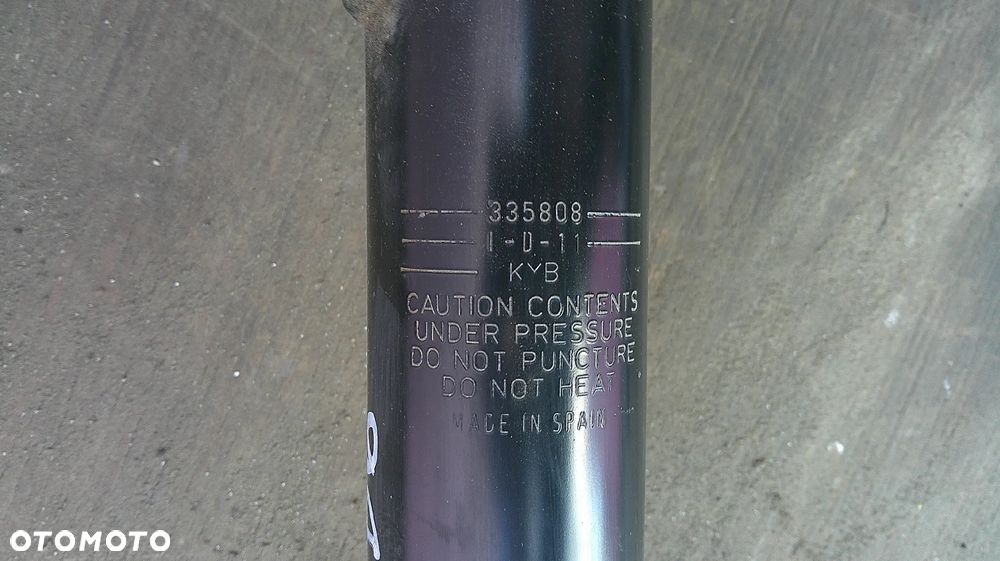 335808
I-D-11
KYB
CAUTION CONTENTS
UNDER PRESSURE
DO NOT PUNCTURE
DO NOT HEAT
MADE IN SPAIN
OTOMOTO